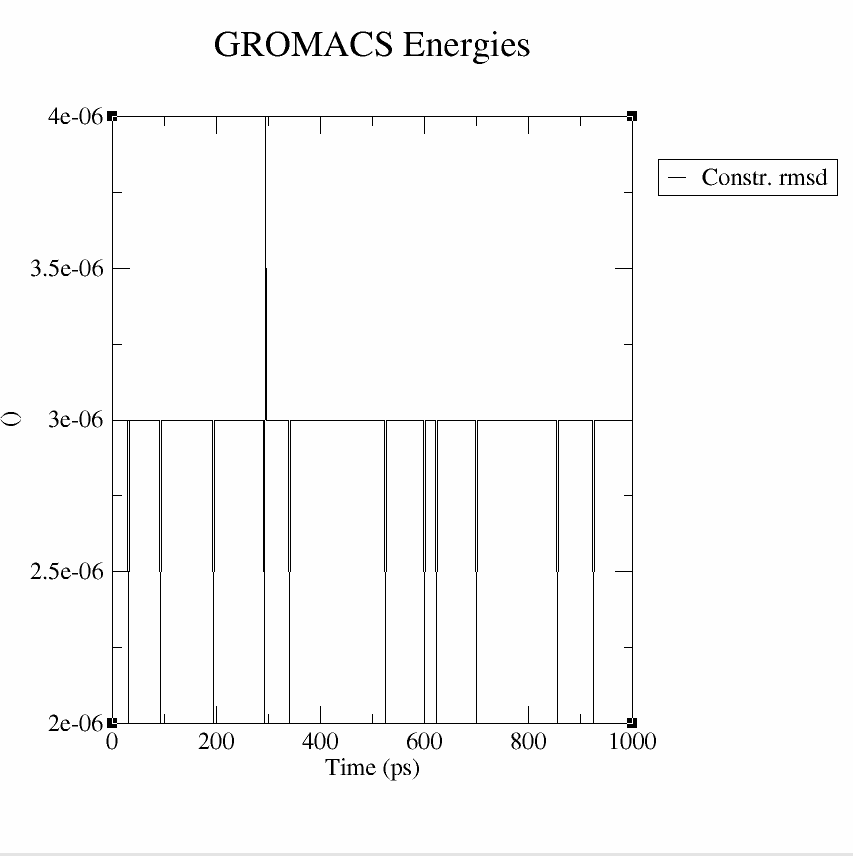 GROMACS Energies
Constr. rmsd
4e-06
3.5e-06
3e-06
2.5e-06
2e-06
()
0 200 400 600 800 1000
Time (ps)